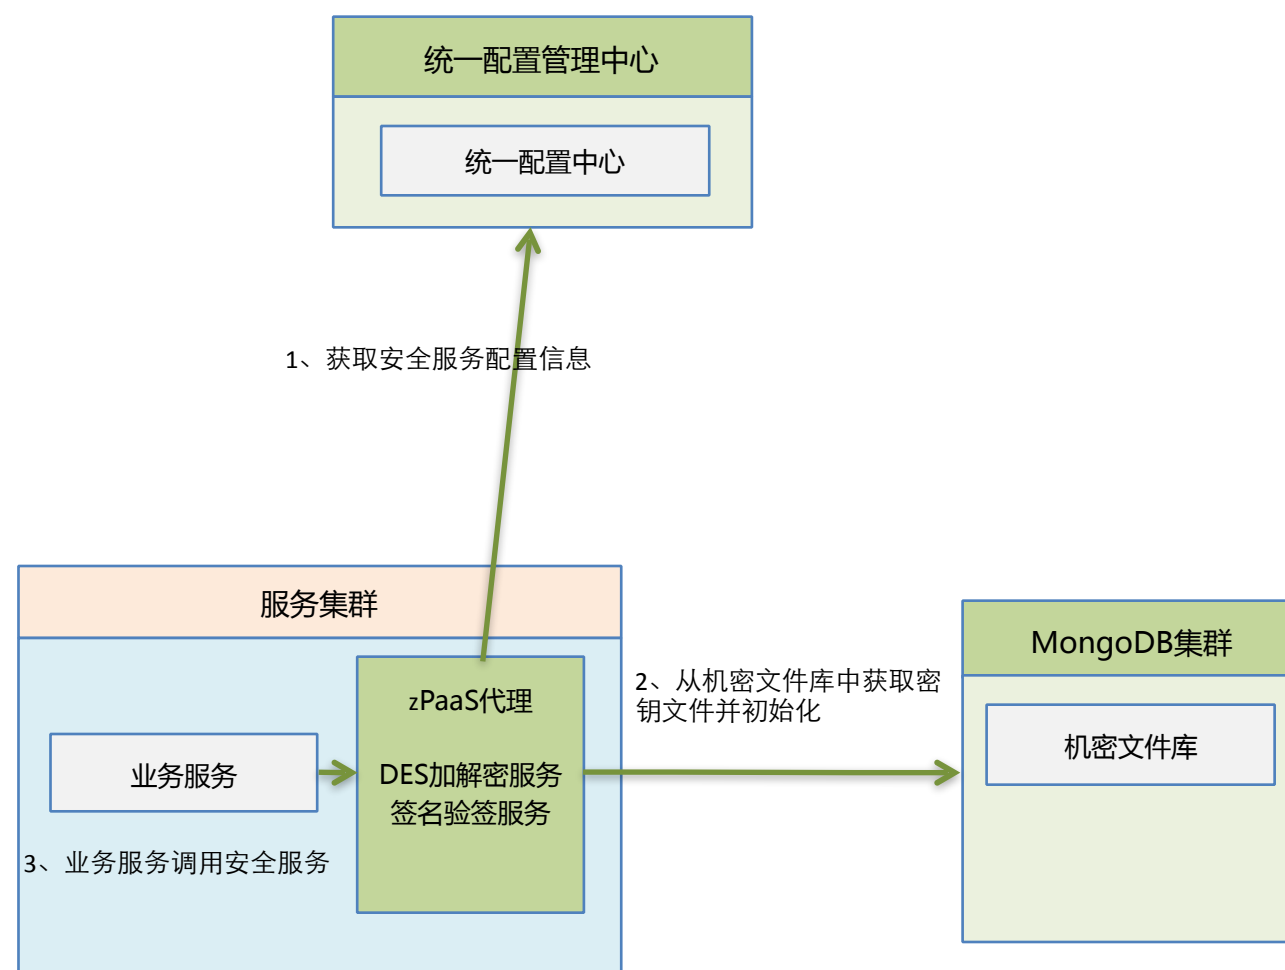 统一配置管理中心
统一配置中心
1、获取安全服务配置信息
服务集群
zPaaS代理
业务服务
DES加解密服务
签名验签服务
3、业务服务调用安全服务
2、从机密文件库中获取密
钥文件并初始化
MongoDB集群
机密文件库